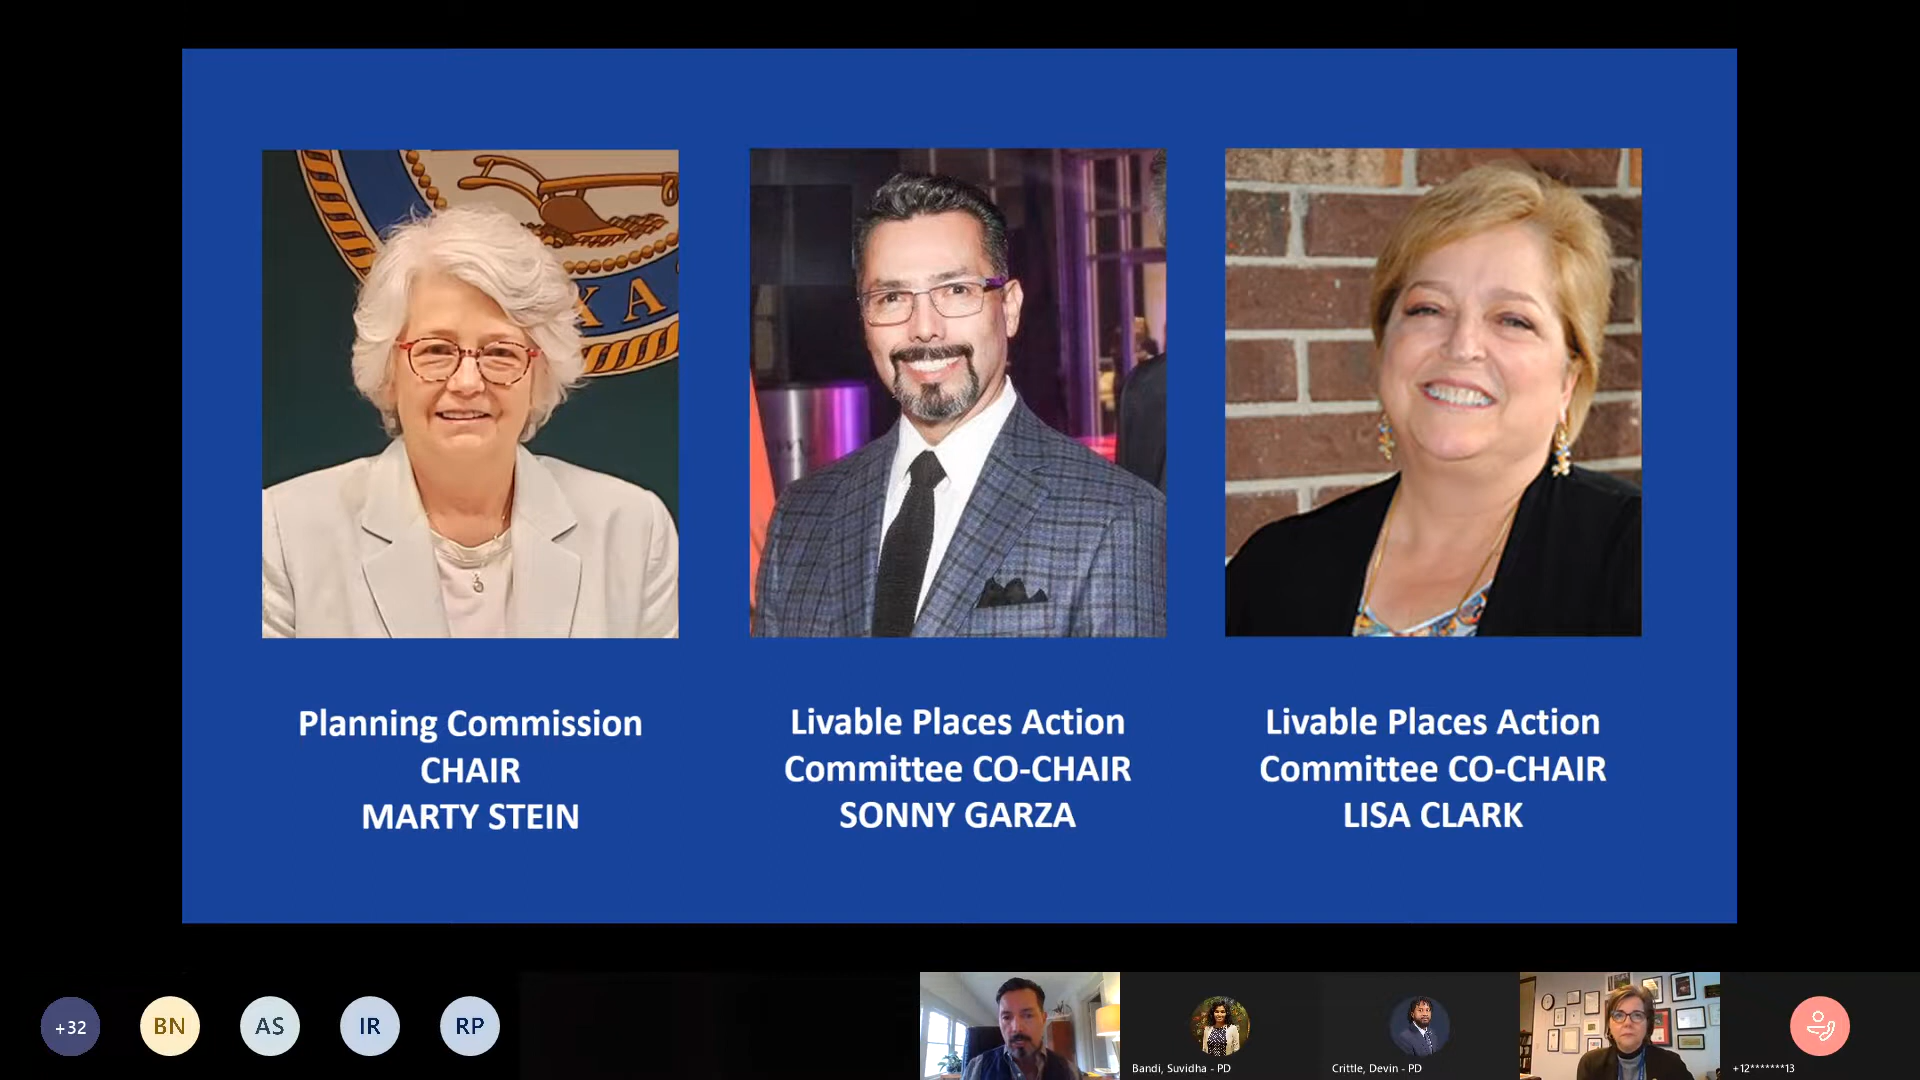 XA
Planning Commission
CHAIR
MARTY STEIN
Livable Places Action
Committee CO-CHAIR
SONNY GARZA
Livable Places Action
Committee CO-CHAIR
LISA CLARK
+32
BN
AS
IR
RP
Bandi, Suvidha - PD
Crittle, Devin - PD
+12*******13